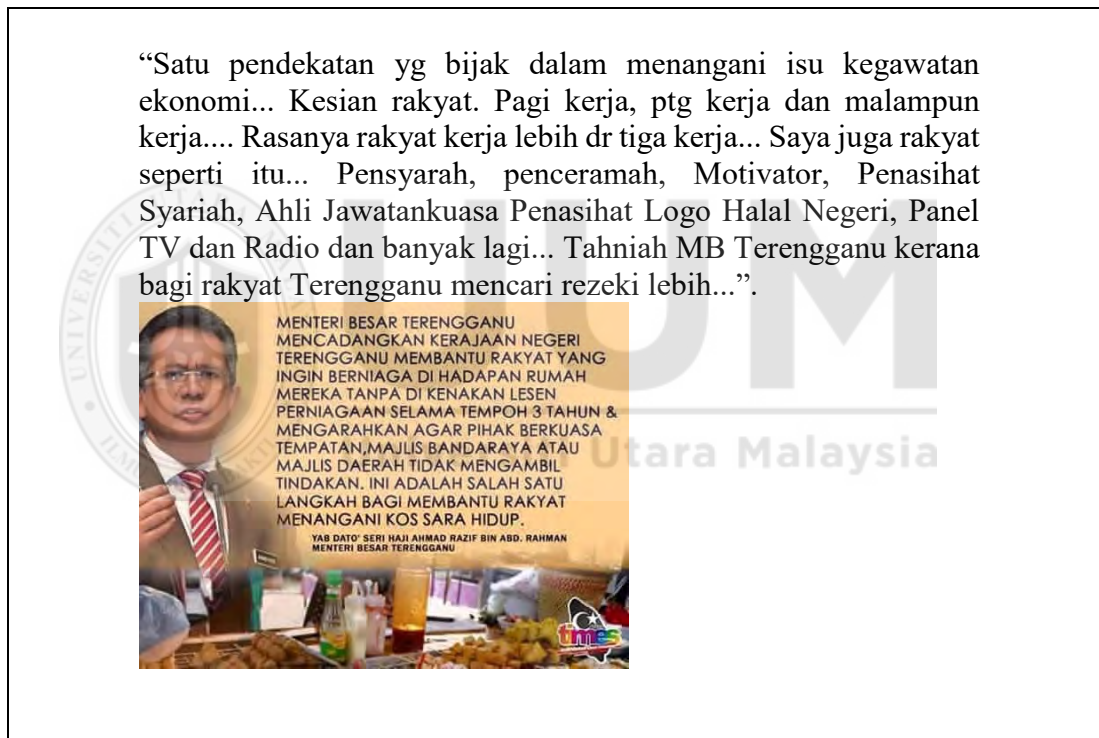 “Satu pendekatan yg bijak dalam menangani isu kegawatan
ekonomi... Kesian rakyat. Pagi kerja, ptg kerja dan malampun
kerja.... Rasanya rakyat kerja lebih dr tiga kerja... Saya juga rakyat
seperti itu... Pensyarah, penceramah, Motivator, Penasihat
Syariah, Ahli Jawatankuasa Penasihat Logo Halal Negeri, Panel
TV dan Radio dan banyak lagi... Tahniah MB Terengganu kerana
bagi rakyat Terengganu mencari rezeki lebih...”.
MENTERI BESAR TERENGGANU
MENCADANGKAN KERAJAAN NEGERI
TERENGGANU MEMBANTU RAKYAT YANG
INGIN BERNIAGA DI HADAPAN RUMAH
MEREKA TANPA DI KENAKAN LESEN
PERNIAGAAN SELAMA TEMPOH 3 TAHUN &
MENGARAHKAN AGAR PIHAK BERKUASA
TEMPATAN,MAJLIS BANDARAYA ATAU
MAJLIS DAERAH TIDAK MENGAMBIL
TINDAKAN. INI ADALAH SALAH SATU
LANGKAH BAGI MEMBANTU RAKYAT
MENANGANI KOS SARA HIDUP.
YAB DATO' SERI HAJI AHMAD RAZIF BIN ABD. RAHMAN
MENTERI BESAR TERENGGANU
times
UUM
Utara Malaysia